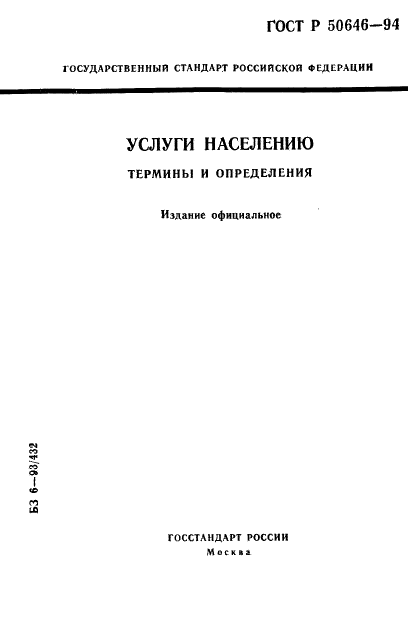 ГОСТ Р 50646—94
ГОСУДАРСТВЕННЫЙ СТАНДАРТ РОССИЙСКОЙ ФЕДЕРАЦИИ
УСЛУГИ НАСЕЛЕНИЮ
ТЕРМИНЫ И ОПРЕДЕЛЕНИЯ
Издание официальное
БЗ 6—93/432
ГОССТАНДАРТ РОССИИ
Москва